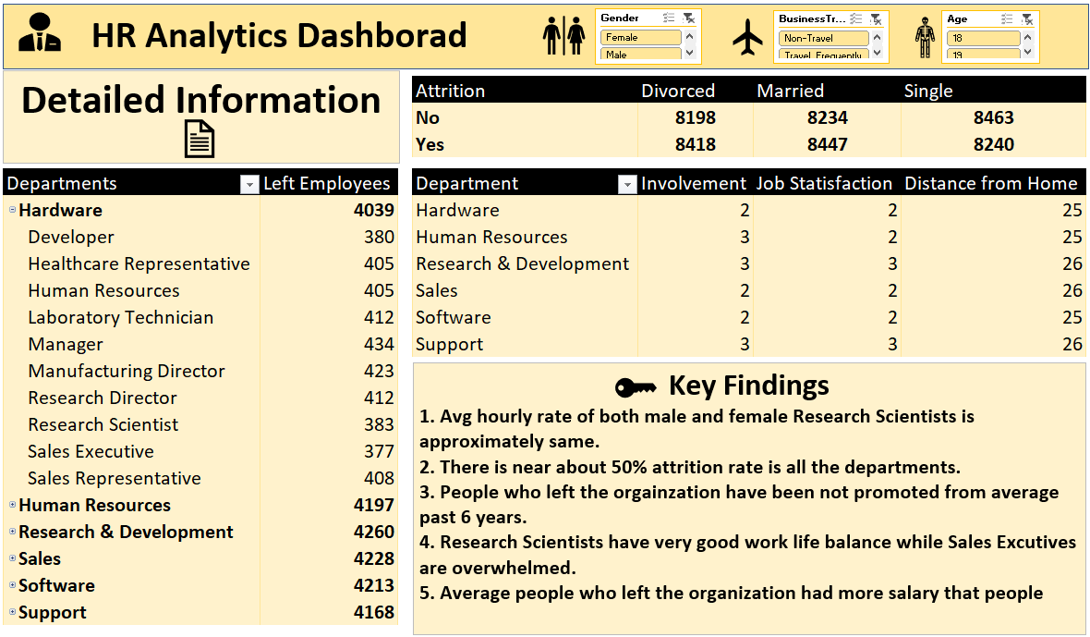 HR Analytics Dashborad
Gender
Female
Male
BusinessTr...
Non-Travel
Travel_Frequently
Age
18
19
Detailed Information
Attrition Divorced Married Single
No 8198 8234 8463
Yes 8418 8447 8240
Departments Left Employees
Hardware 4039
Developer 380
Healthcare Representative 405
Human Resources 405
Laboratory Technician 412
Manager 434
Manufacturing Director 423
Research Director 412
Research Scientist 383
Sales Executive 377
Sales Representative 408
Human Resources 4197
Research & Development 4260
Sales 4228
Software 4213
Support 4168
Department Involvement Job Statisfaction Distance from Home
Hardware 2 2 25
Human Resources 3 2 25
Research & Development 3 3 26
Sales 2 2 26
Software 2 2 25
Support 3 3 26
Key Findings
1. Avg hourly rate of both male and female Research Scientists is
approximately same.
2. There is near about 50% attrition rate is all the departments.
3. People who left the orgainzation have been not promoted from average
past 6 years.
4. Research Scientists have very good work life balance while Sales Excutives
are overwhelmed.
5. Average people who left the organization had more salary that people